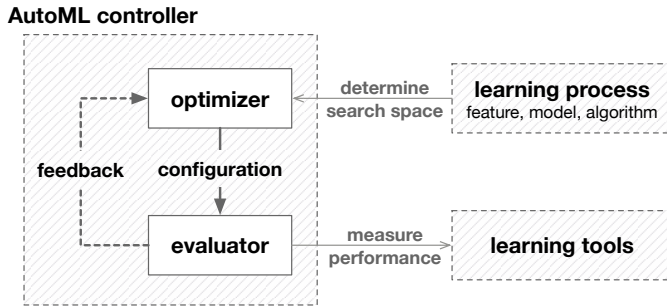 AutoML controller
optimizer
determine
search space
learning process
feature, model, algorithm
feedback
configuration
evaluator
measure
performance
learning tools